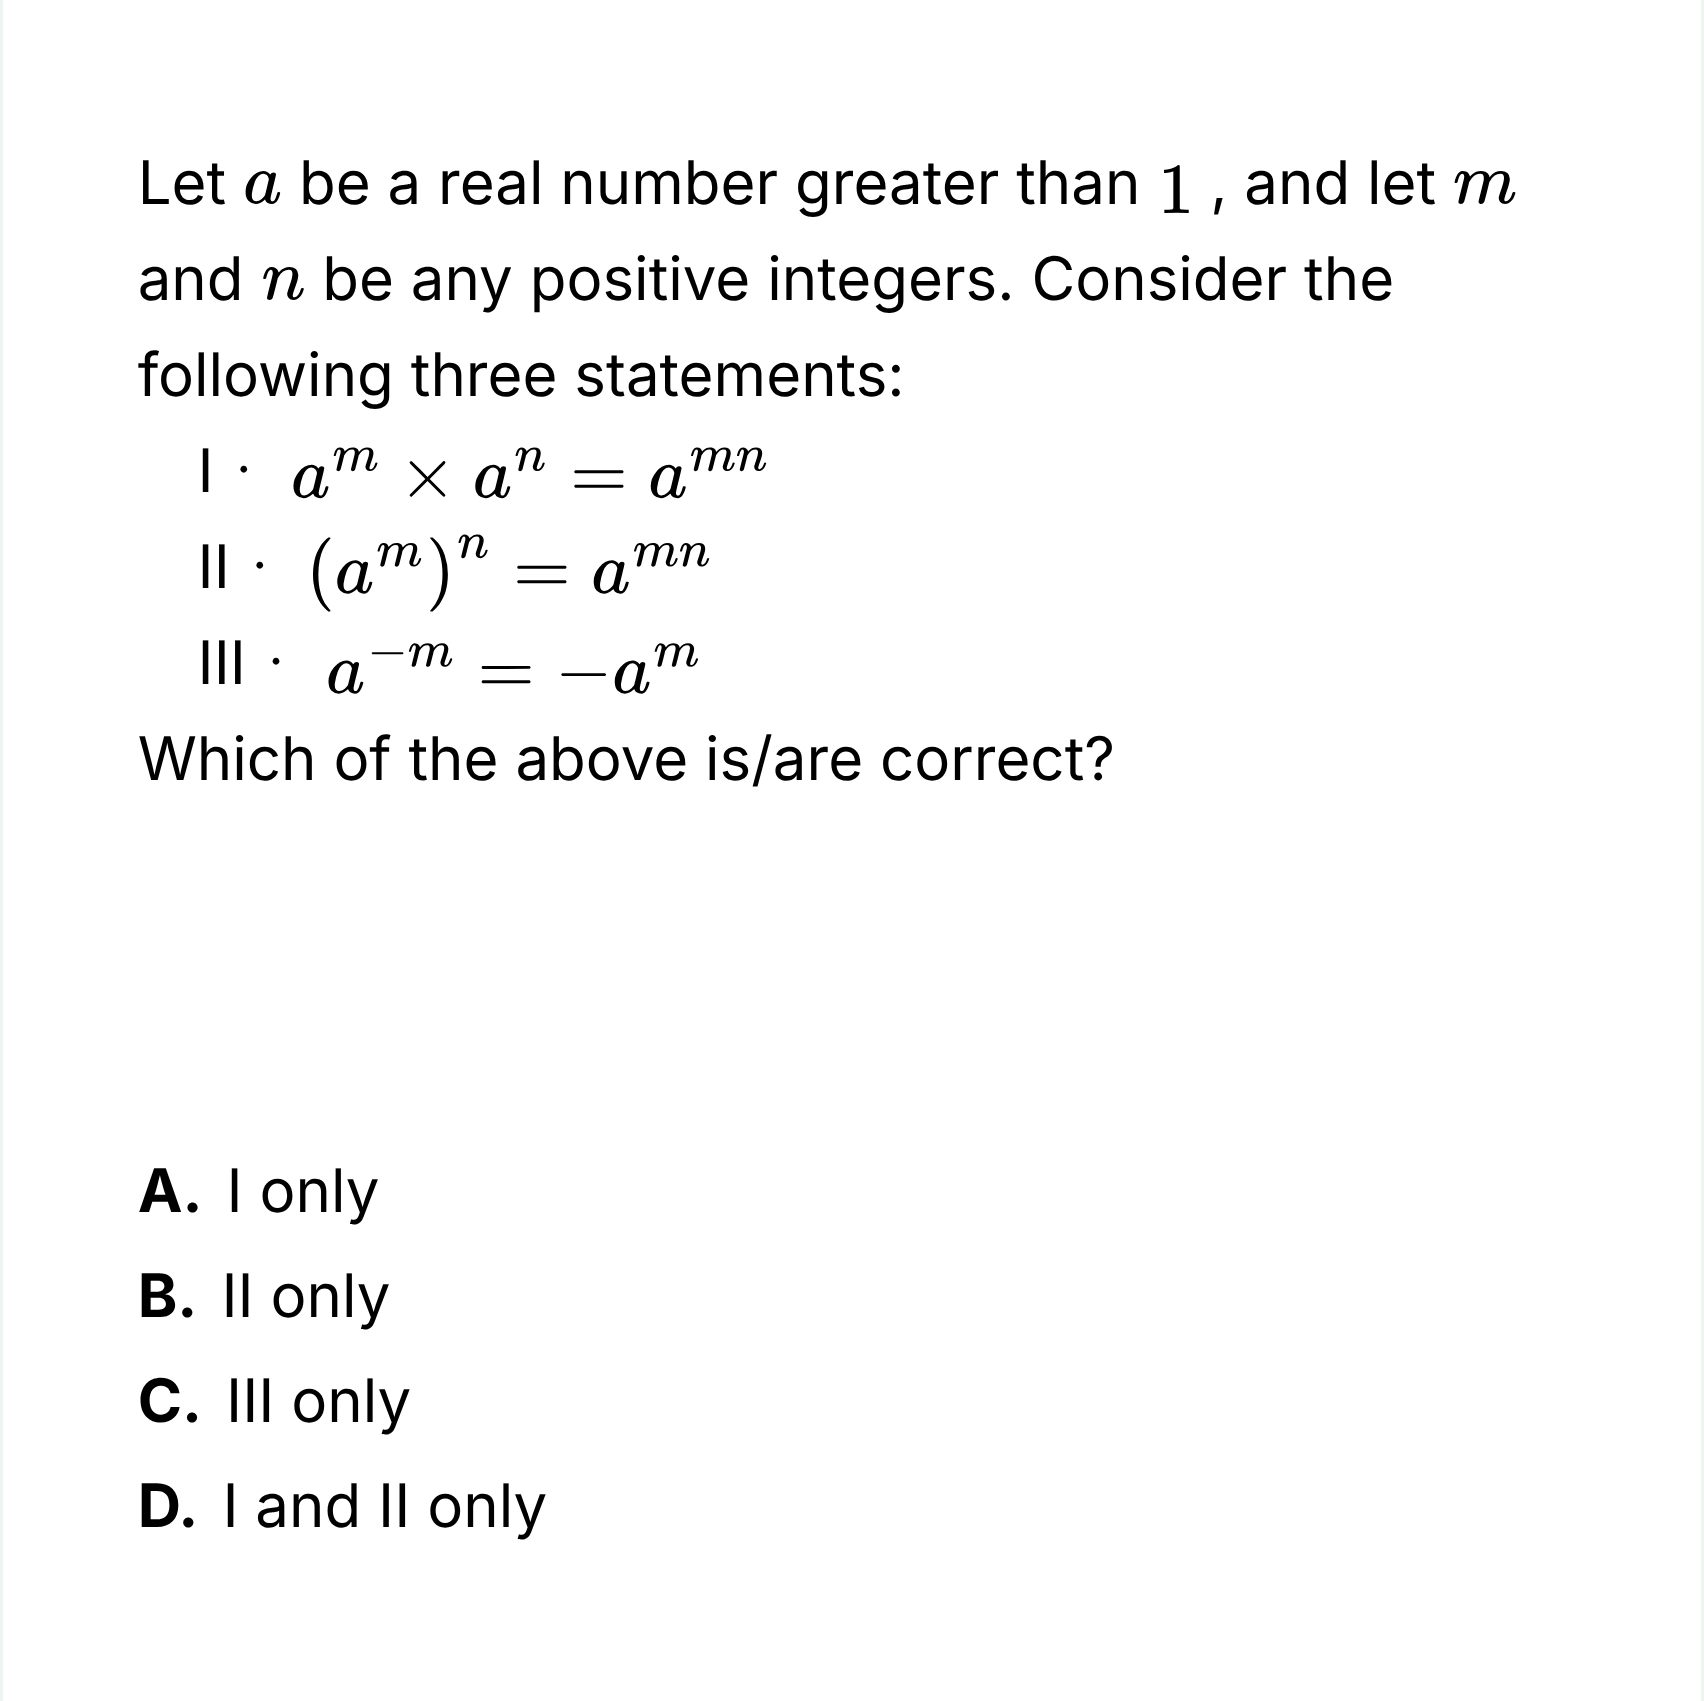 Let $a$ be a real number greater than $1$ , and let $m$
and $n$ be any positive integers. Consider the
following three statements:
I · $a^m \times a^n = a^{mn}$
II · $(a^m)^n = a^{mn}$
III · $a^{-m} = -a^m$
Which of the above is/are correct?
A. I only
B. II only
C. III only
D. I and II only